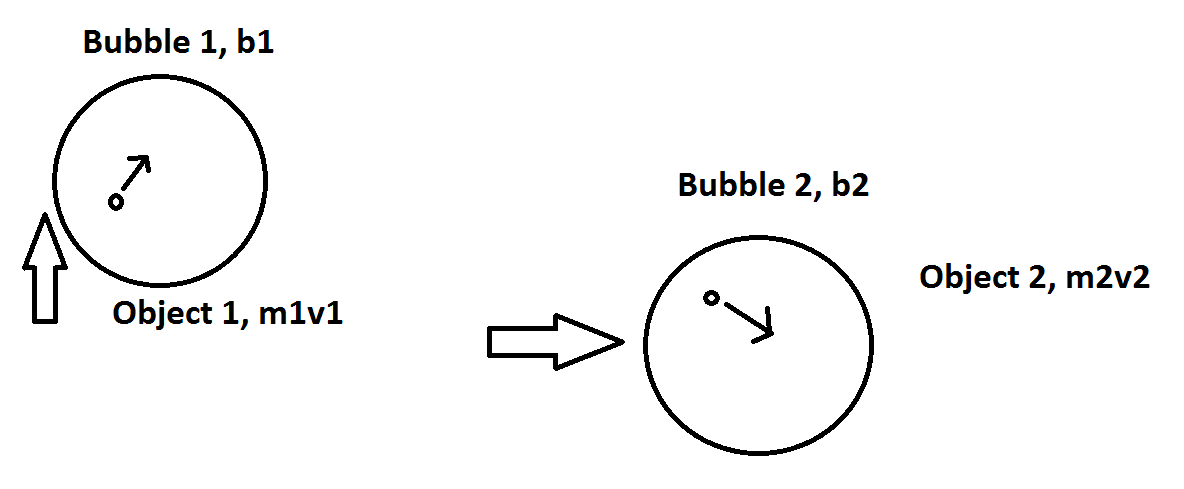 Bubble 1, b1
Object 1, m1v1
Bubble 2, b2
Object 2, m2v2